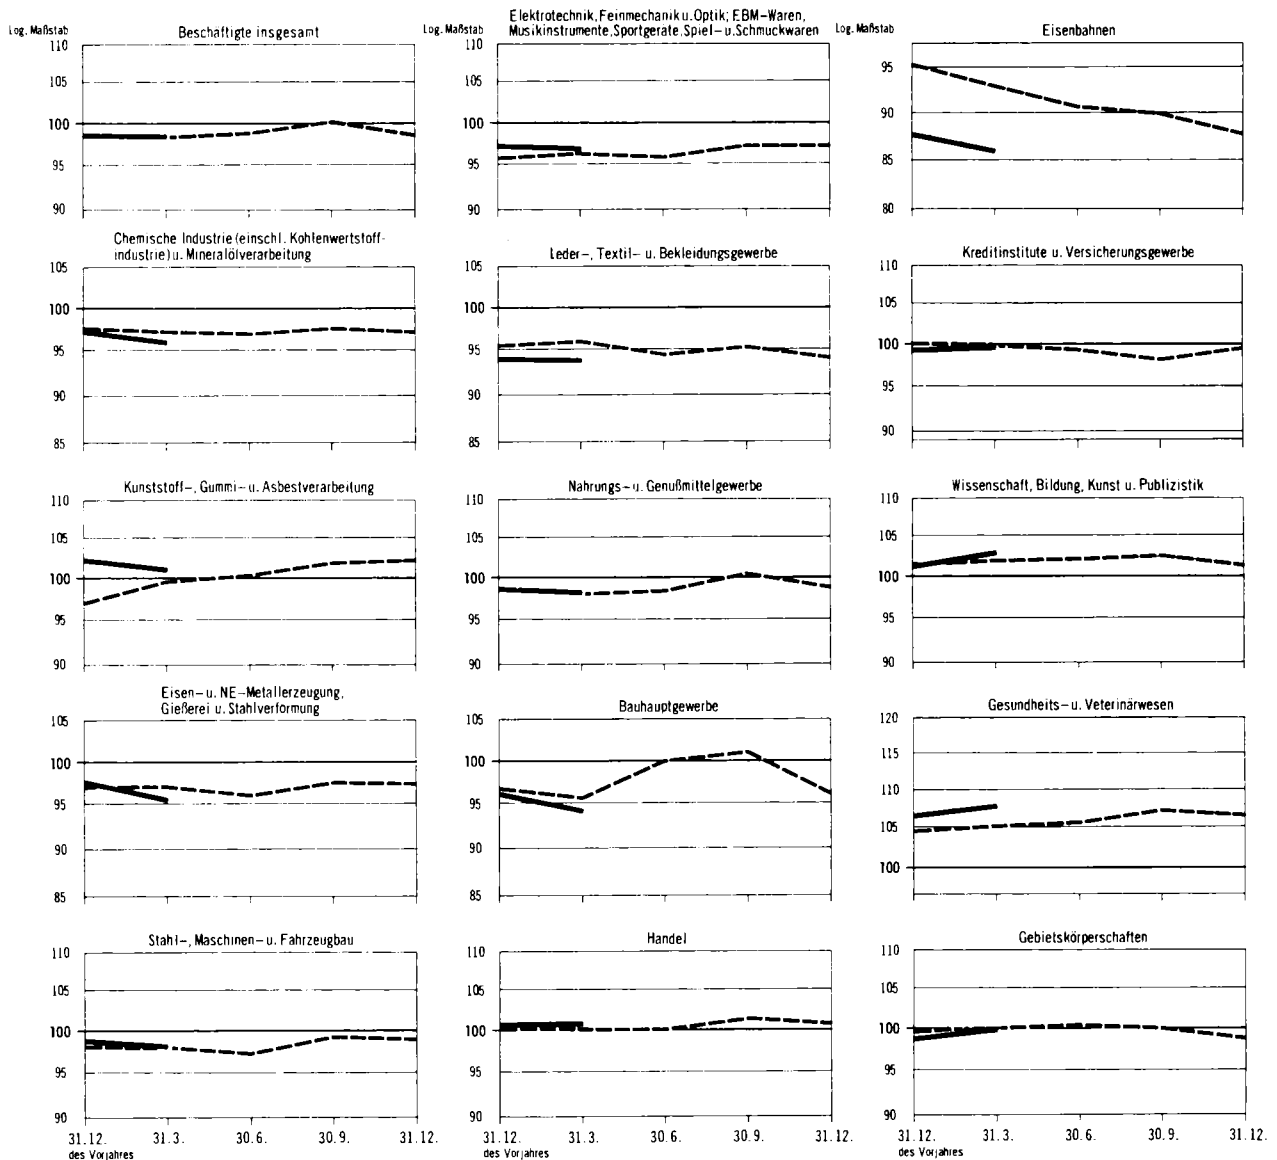 Log. Maßstab
Beschäftigte insgesamt
110
105
100
95
90
Log. Maßstab
Elektrotechnik, Feinmechanik u. Optik; EBM-Waren,
Musikinstrumente, Sportgeräte, Spiel- u. Schmuckwaren
110
105
100
95
90
Log. Maßstab
Eisenbahnen
95
90
85
80
Chemische Industrie (einschl. Kohlenwertstoff-
industrie) u. Mineralölverarbeitung
105
100
95
90
85
Leder-, Textil- u. Bekleidungsgewerbe
105
100
95
90
85
Kreditinstitute u. Versicherungsgewerbe
110
105
100
95
90
Kunststoff-, Gummi- u. Asbestverarbeitung
110
105
100
95
90
Nahrungs- u. Genußmittelgewerbe
110
105
100
95
90
Wissenschaft, Bildung, Kunst u. Publizistik
110
105
100
95
90
Eisen- u. NE-Metallerzeugung,
Gießerei u. Stahlverformung
105
100
95
90
85
Bauhauptgewerbe
105
100
95
90
85
Gesundheits- u. Veterinärwesen
120
115
110
105
100
Stahl-, Maschinen- u. Fahrzeugbau
110
105
100
95
90
31.12. 31.3. 30.6. 30.9. 31.12.
des Vorjahres
Handel
110
105
100
95
90
31.12. 31.3. 30.6. 30.9. 31.12.
des Vorjahres
Gebietskörperschaften
110
105
100
95
90
31.12. 31.3. 30.6. 30.9. 31.12.
des Vorjahres